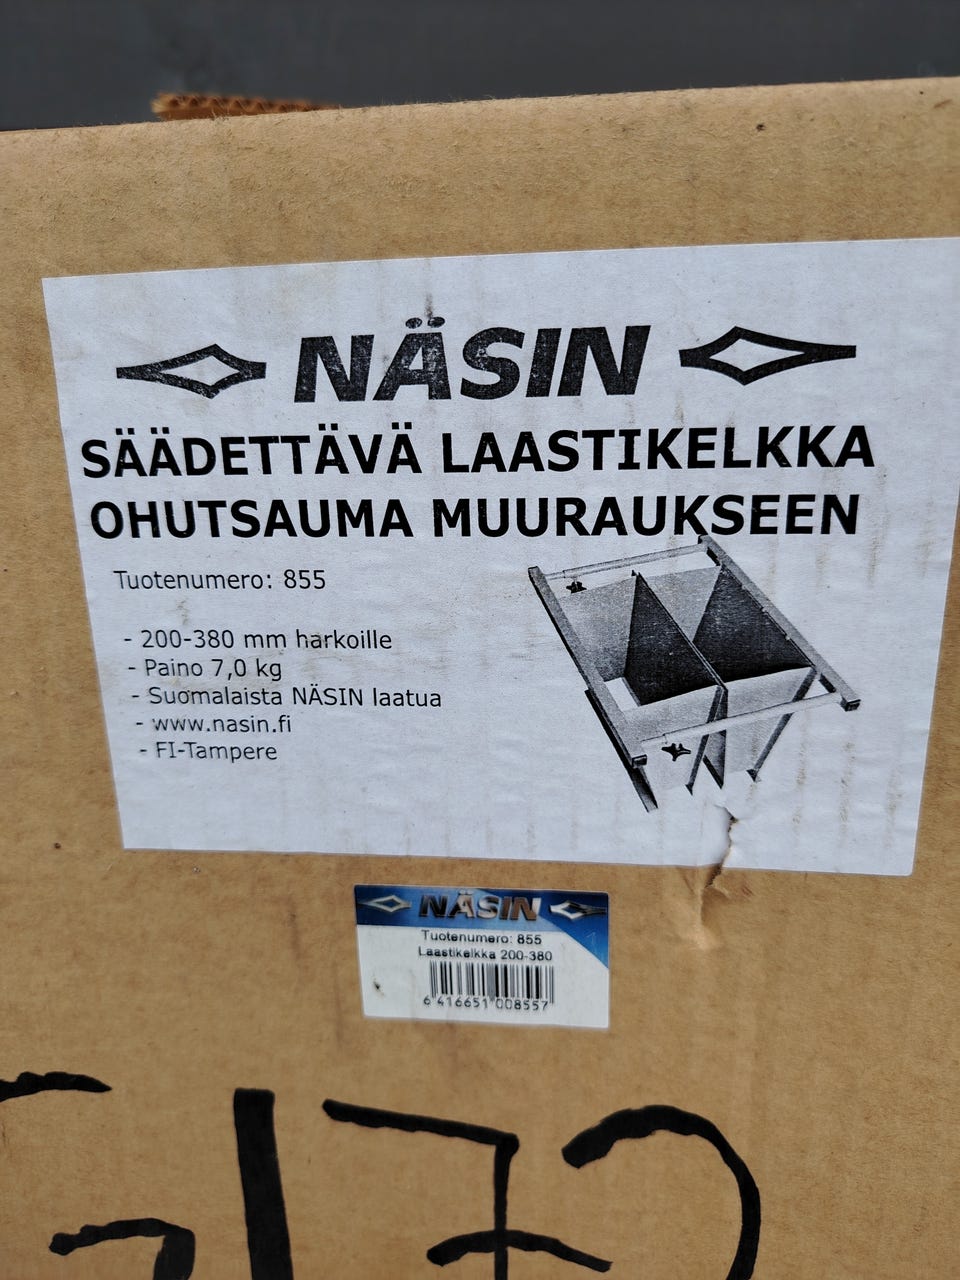 NÄSIN
SÄÄDETTÄVÄ LAASTIKELKKA
OHUTSAUMA MUURAUKSEEN
Tuotenumero: 855
- 200-380 mm harkoille
- Paino 7,0 kg
- Suomalaista NÄSIN laatua
- www.nasin.fi
- FI-Tampere
NÄSIN
Tuotenumero: 855
Laastikelkka 200-380
6 416651 008557